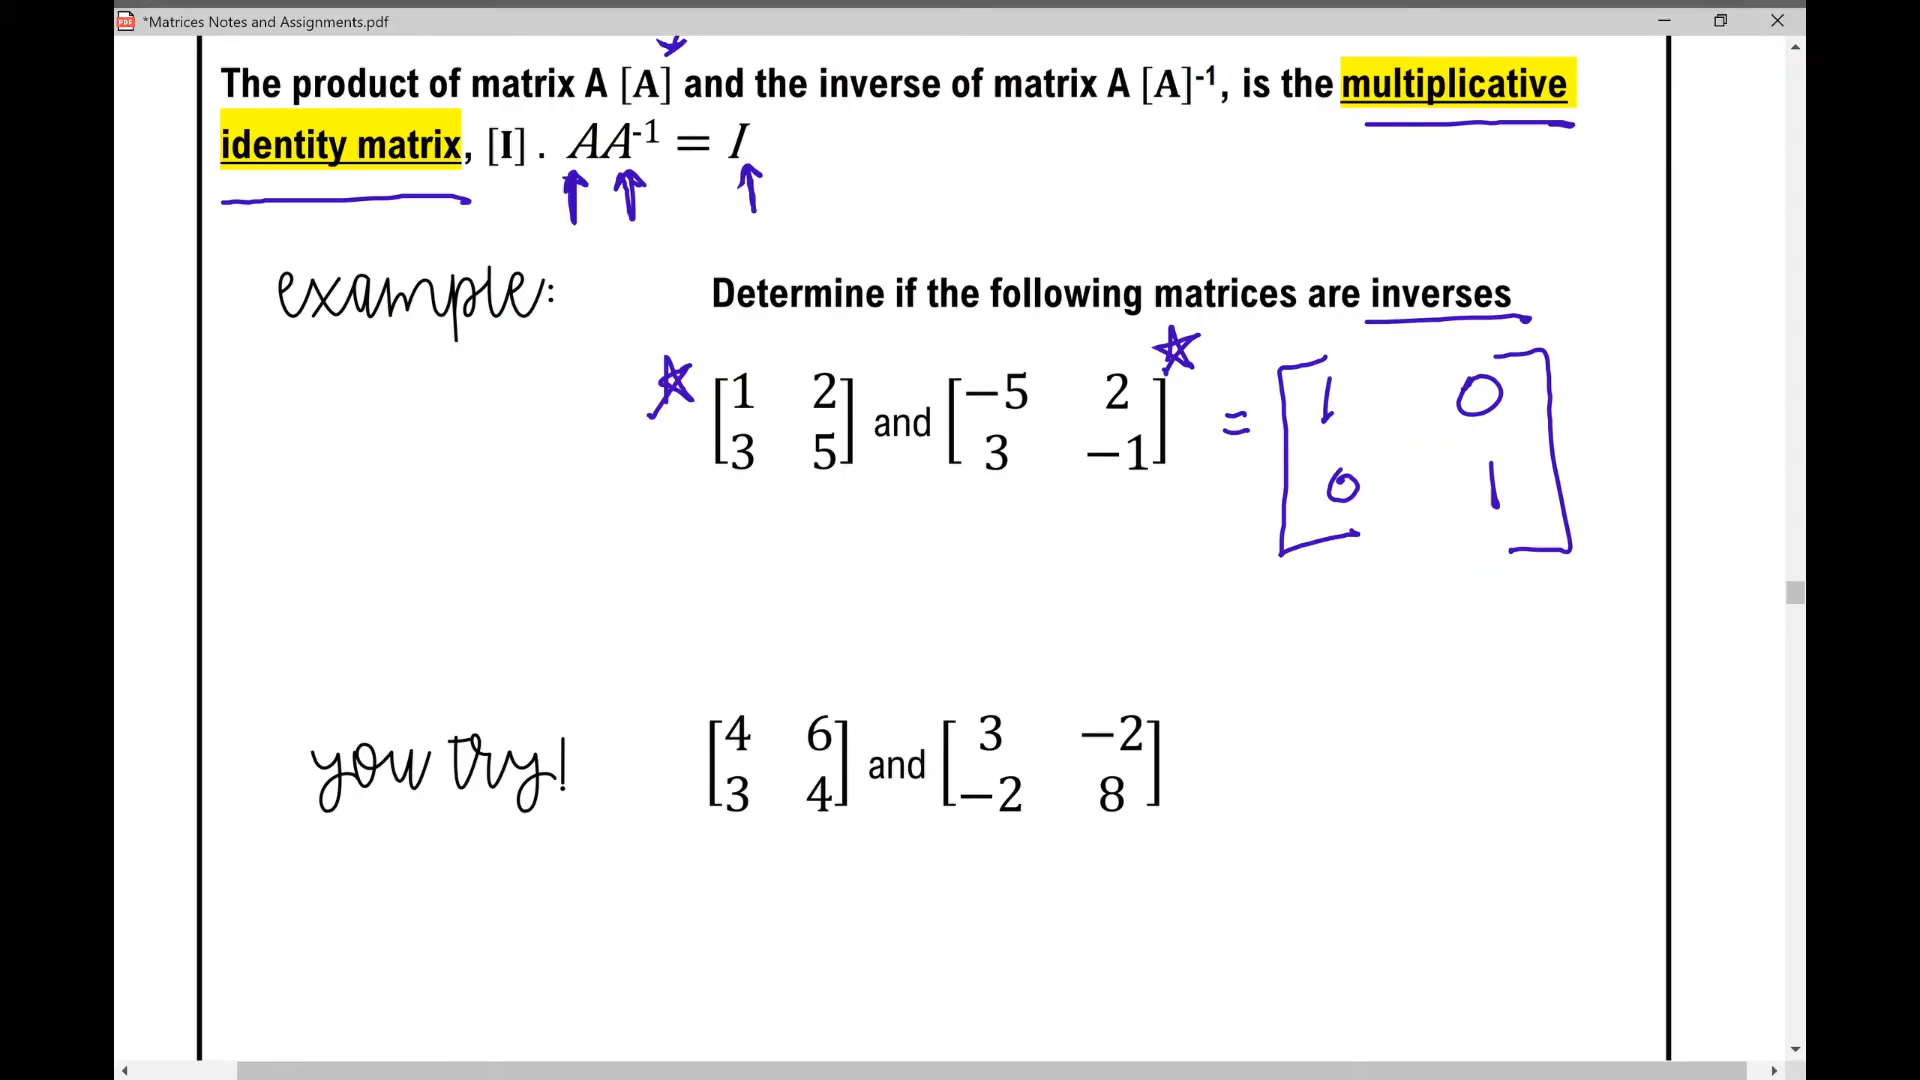 *Matrices Notes and Assignments.pdf
The product of matrix A [A] and the inverse of matrix A [A]⁻¹, is the multiplicative
identity matrix, [I] . AA⁻¹ = I
example:
Determine if the following matrices are inverses
[1 2
3 5] and [−5 2
3 −1] = [1 0
0 1]
you try!
[4 6
3 4] and [3 −2
−2 8]